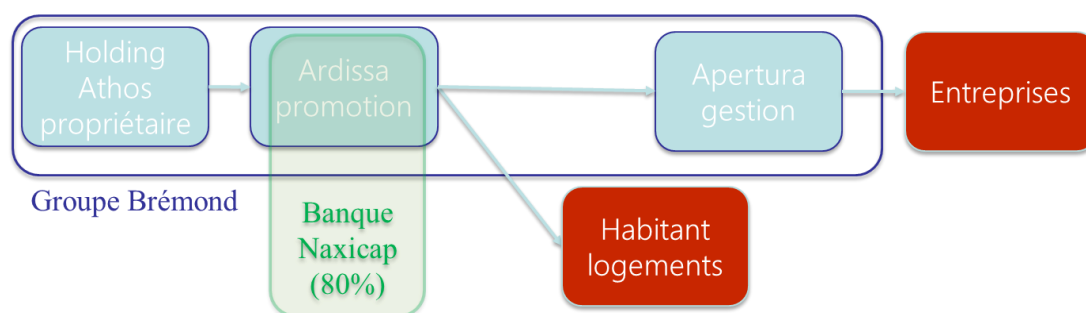 Holding
Athos
propriétaire
Ardissa
promotion
Apertura
gestion
Entreprises
Groupe Brémond
Banque
Naxicap
(80%)
Habitant
logements